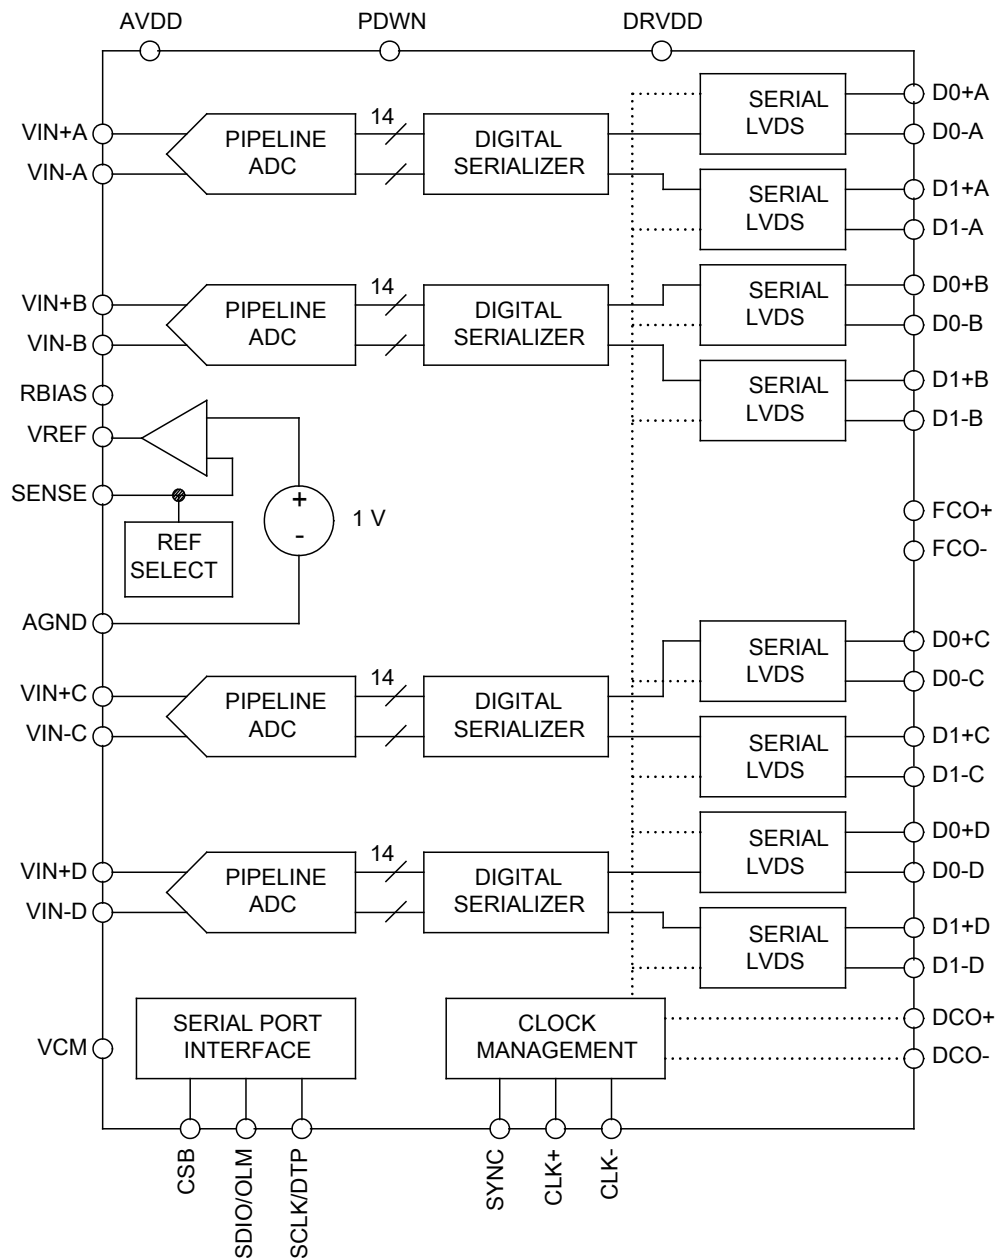 AVDD
PDWN
DRVDD
VIN+A
VIN-A
PIPELINE
ADC
14
DIGITAL
SERIALIZER
SERIAL
LVDS
D0+A
D0-A
SERIAL
LVDS
D1+A
D1-A
VIN+B
VIN-B
PIPELINE
ADC
14
DIGITAL
SERIALIZER
SERIAL
LVDS
D0+B
D0-B
SERIAL
LVDS
D1+B
D1-B
RBIAS
VREF
SENSE
REF
SELECT
+
-
1 V
AGND
FCO+
FCO-
VIN+C
VIN-C
PIPELINE
ADC
14
DIGITAL
SERIALIZER
SERIAL
LVDS
D0+C
D0-C
SERIAL
LVDS
D1+C
D1-C
VIN+D
VIN-D
PIPELINE
ADC
14
DIGITAL
SERIALIZER
SERIAL
LVDS
D0+D
D0-D
SERIAL
LVDS
D1+D
D1-D
VCM
SERIAL PORT
INTERFACE
CLOCK
MANAGEMENT
DCO+
DCO-
CSB
SDIO/OLM
SCLK/DTP
SYNC
CLK+
CLK-